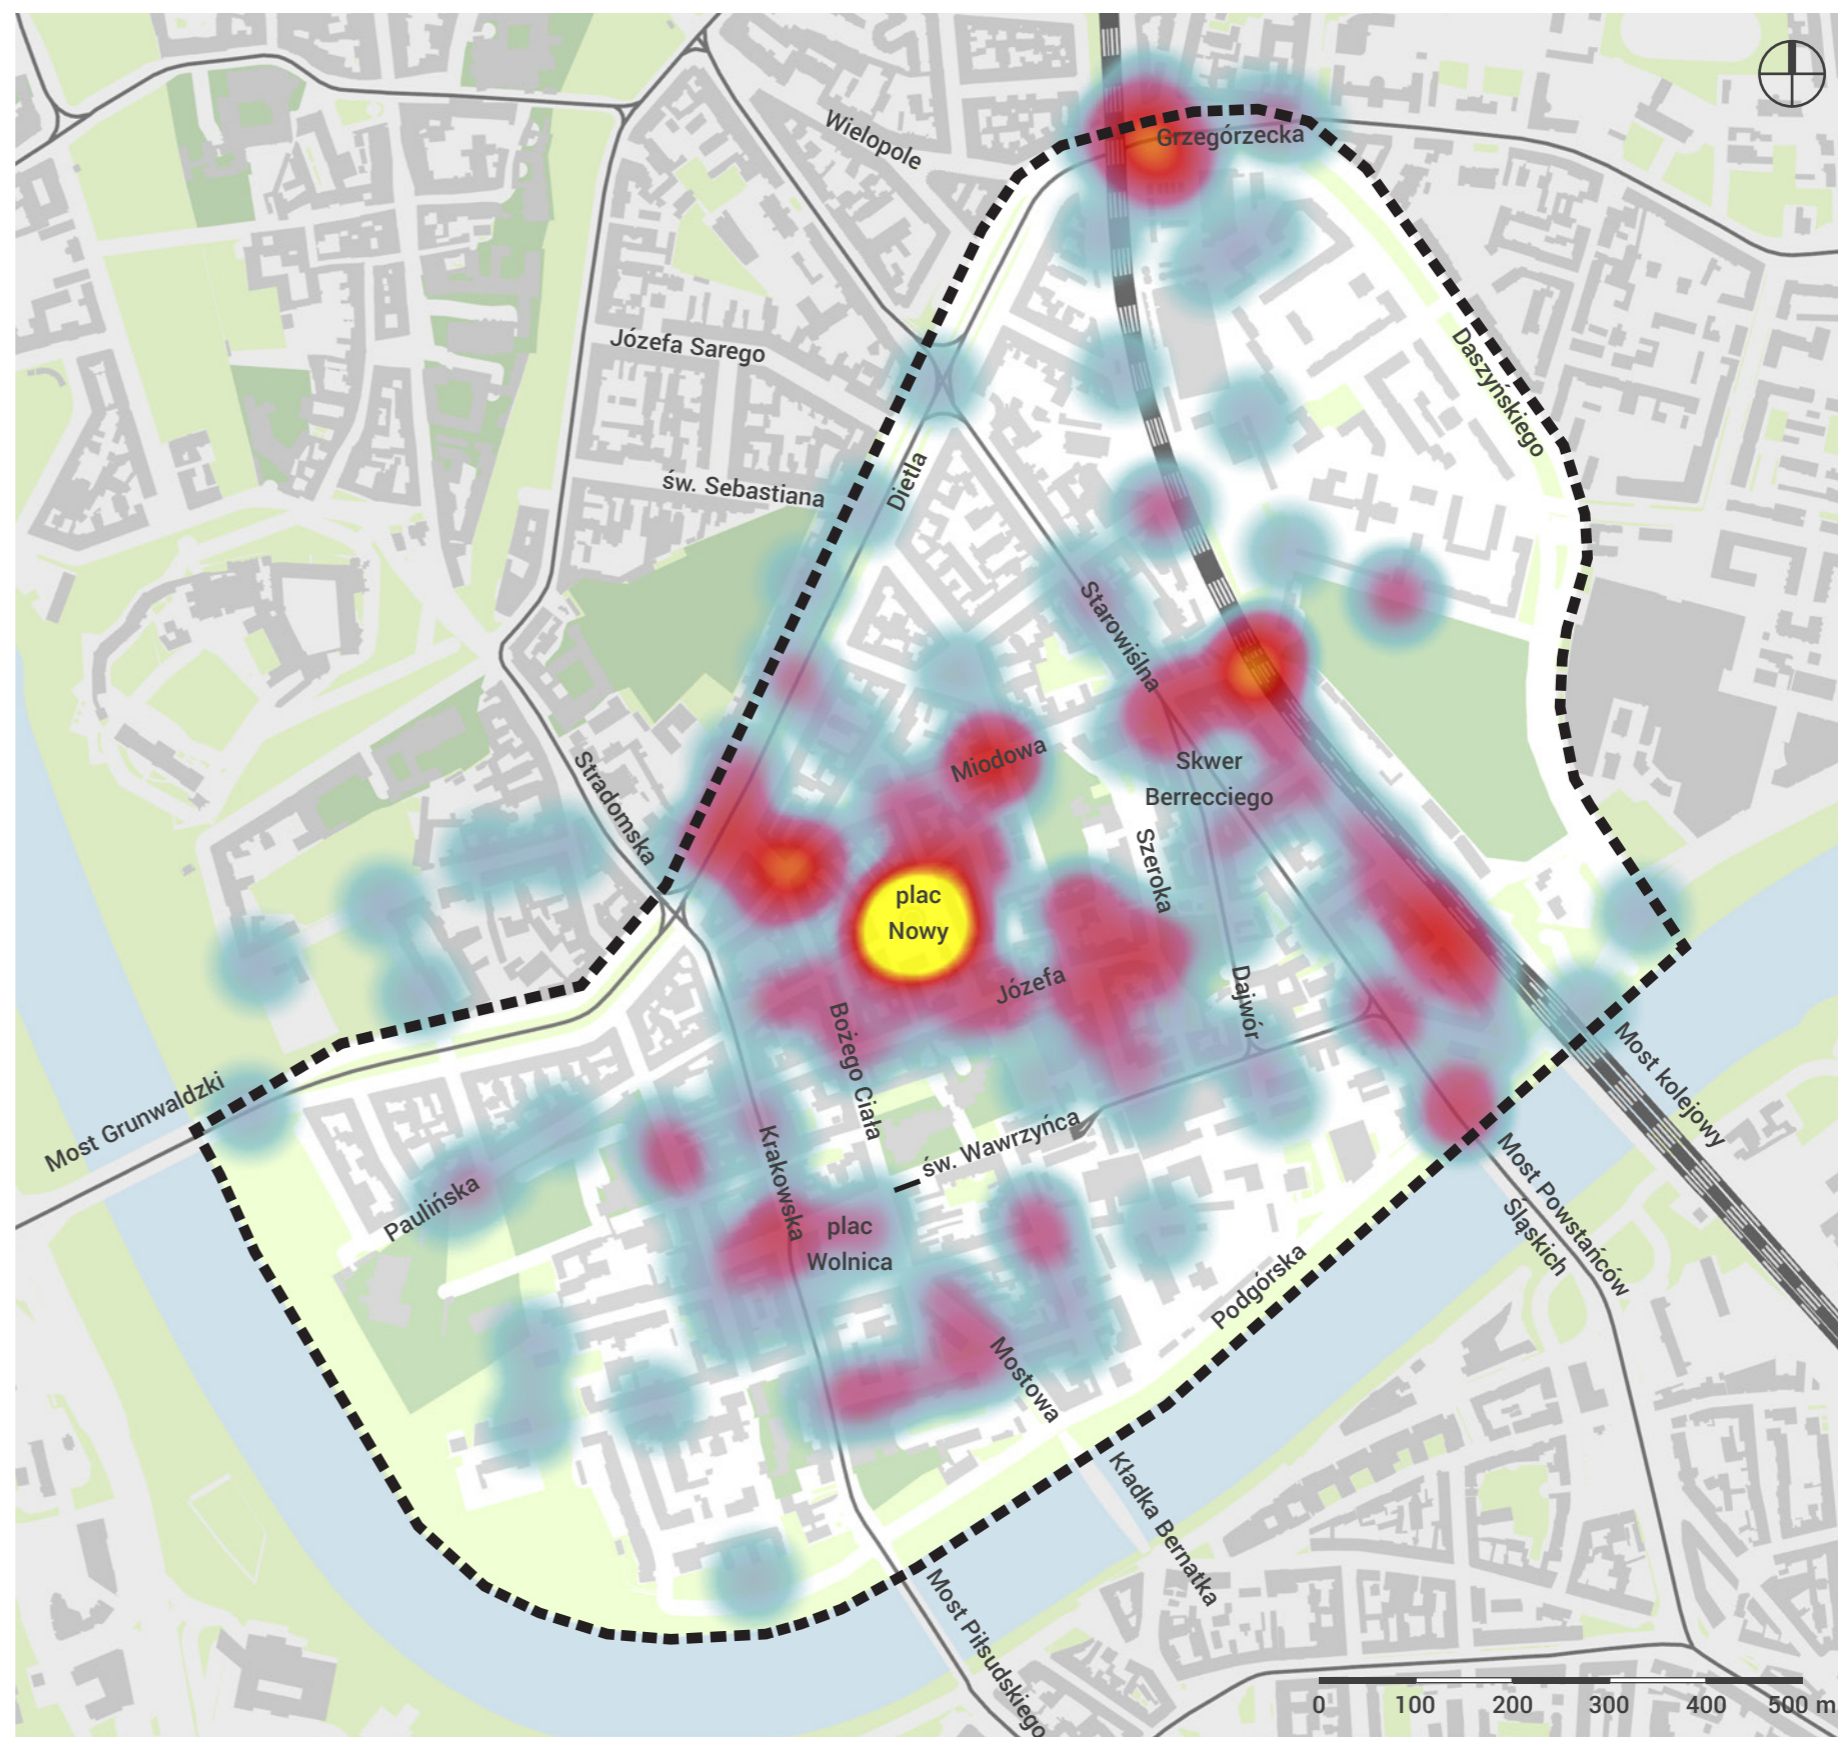 Grzegórzecka
Wielopole
Józefa Sarego
Daszyńskiego
św. Sebastiana
Dietla
Starowiślna
Stradomska
Miodowa
Skwer
Berrecciego
Szeroka
plac
Nowy
Józefa
Dajwór
Bożego Ciała
Most kolejowy
Most Grunwaldzki
św. Wawrzyńca
Krakowska
Paulińska
plac
Wolnica
Most Powstańców
Śląskich
Podgórska
Mostowa
Kładka Bernatka
Most Piłsudskiego
0 100 200 300 400 500 m